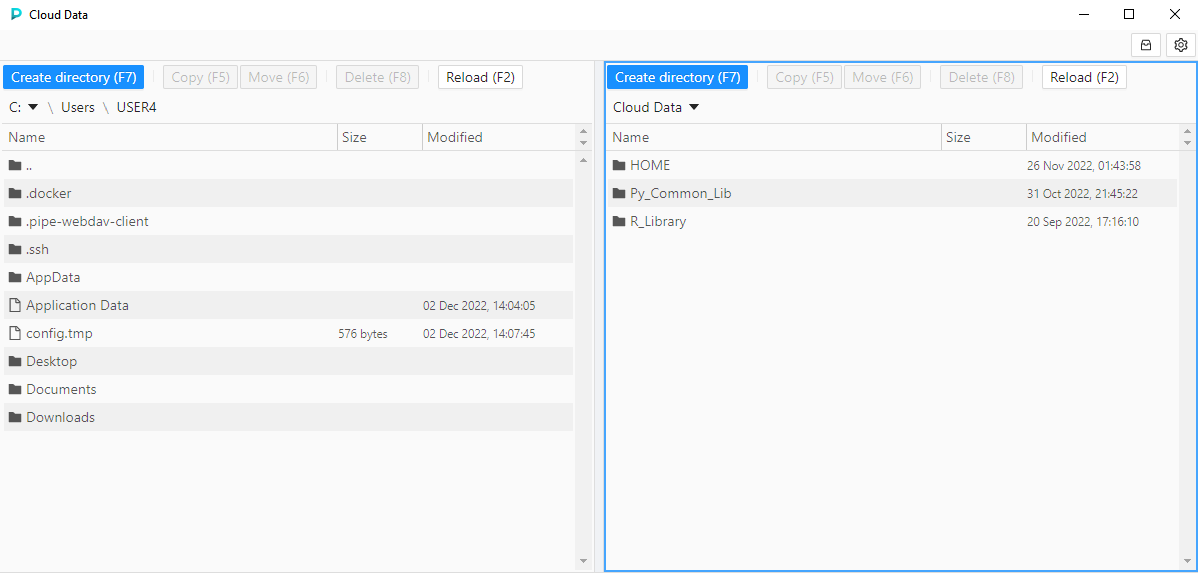 Cloud Data
Create directory (F7) Copy (F5) Move (F6) Delete (F8) Reload (F2)
C: \ Users \ USER4
Name Size Modified
..
.docker
.pipe-webdav-client
.ssh
AppData
Application Data 02 Dec 2022, 14:04:05
config.tmp 576 bytes 02 Dec 2022, 14:07:45
Desktop
Documents
Downloads
Create directory (F7) Copy (F5) Move (F6) Delete (F8) Reload (F2)
Cloud Data
Name Size Modified
HOME 26 Nov 2022, 01:43:58
Py_Common_Lib 31 Oct 2022, 21:45:22
R_Library 20 Sep 2022, 17:16:10